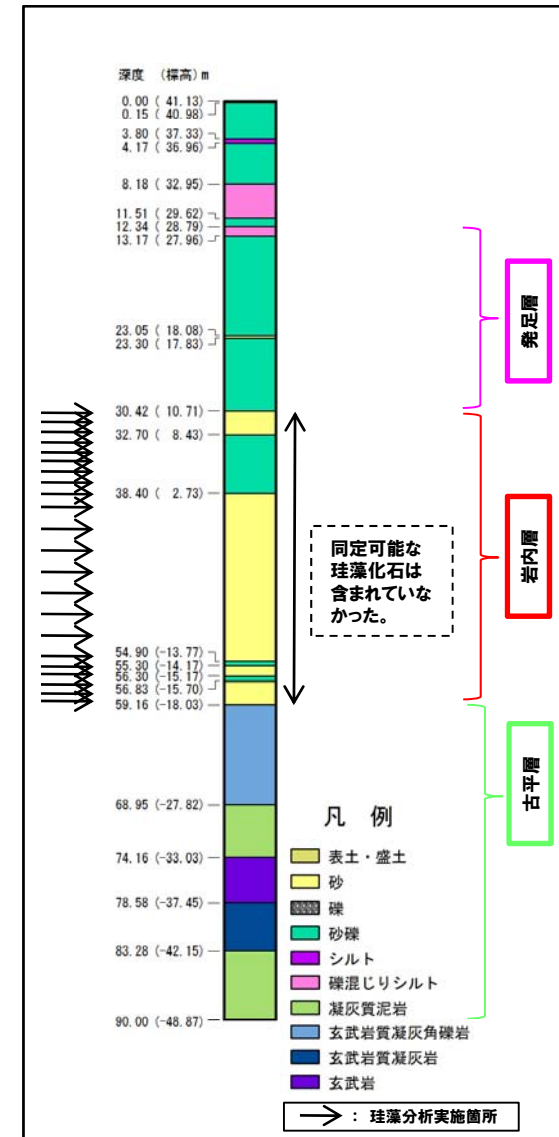 深度 (標高) m
0.00 ( 41.13)
0.15 ( 40.98)
3.80 ( 37.33)
4.17 ( 36.96)
8.18 ( 32.95)
11.51 ( 29.62)
12.34 ( 28.79)
13.17 ( 27.96)
23.05 ( 18.08)
23.30 ( 17.83)
30.42 ( 10.71)
32.70 ( 8.43)
38.40 ( 2.73)
54.90 (-13.77)
55.30 (-14.17)
56.30 (-15.17)
56.83 (-15.70)
59.16 (-18.03)
68.95 (-27.82)
74.16 (-33.03)
78.58 (-37.45)
83.28 (-42.15)
90.00 (-48.87)
発足層
岩内層
古平層
同定可能な
珪藻化石は
含まれていな
かった。
凡 例
表土・盛土
砂
礫
砂礫
シルト
礫混じりシルト
凝灰質泥岩
玄武岩質凝灰角礫岩
玄武岩質凝灰岩
玄武岩
: 珪藻分析実施箇所